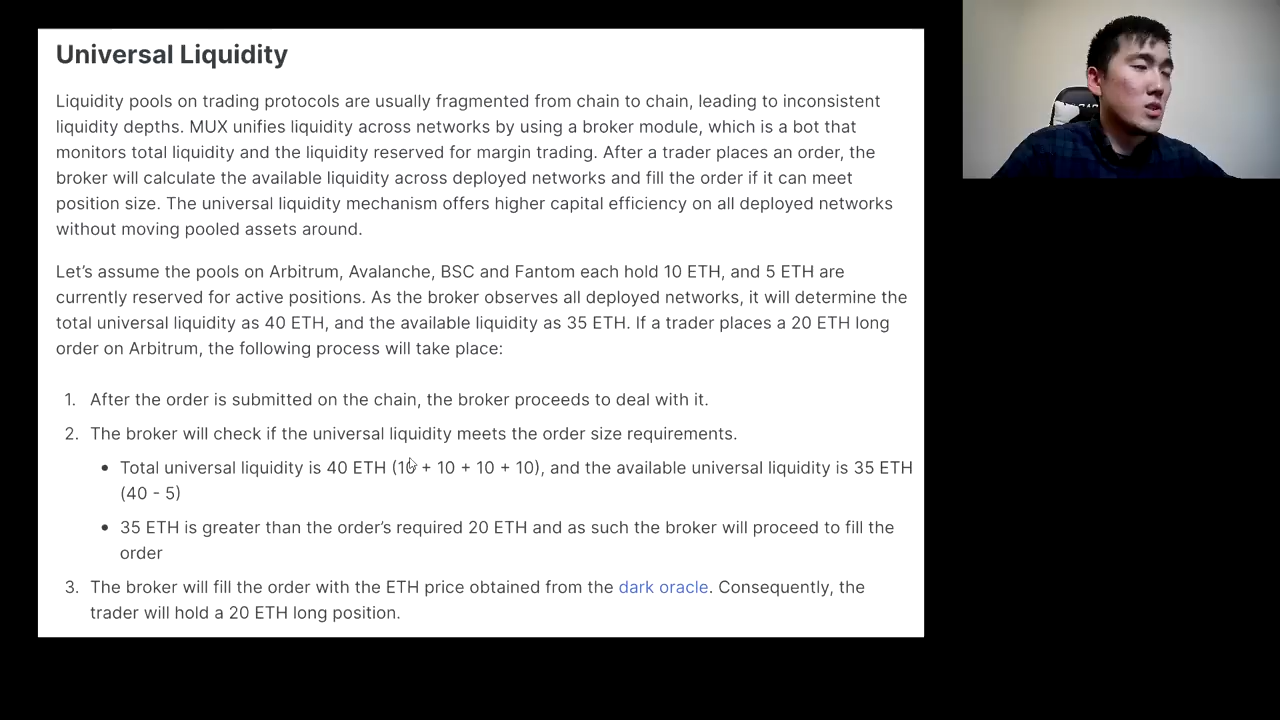 Universal Liquidity
Liquidity pools on trading protocols are usually fragmented from chain to chain, leading to inconsistent
liquidity depths. MUX unifies liquidity across networks by using a broker module, which is a bot that
monitors total liquidity and the liquidity reserved for margin trading. After a trader places an order, the
broker will calculate the available liquidity across deployed networks and fill the order if it can meet
position size. The universal liquidity mechanism offers higher capital efficiency on all deployed networks
without moving pooled assets around.
Let's assume the pools on Arbitrum, Avalanche, BSC and Fantom each hold 10 ETH, and 5 ETH are
currently reserved for active positions. As the broker observes all deployed networks, it will determine the
total universal liquidity as 40 ETH, and the available liquidity as 35 ETH. If a trader places a 20 ETH long
order on Arbitrum, the following process will take place:
1. After the order is submitted on the chain, the broker proceeds to deal with it.
2. The broker will check if the universal liquidity meets the order size requirements.
• Total universal liquidity is 40 ETH (10 + 10 + 10 + 10), and the available universal liquidity is 35 ETH
(40 - 5)
• 35 ETH is greater than the order's required 20 ETH and as such the broker will proceed to fill the
order
3. The broker will fill the order with the ETH price obtained from the dark oracle. Consequently, the
trader will hold a 20 ETH long position.